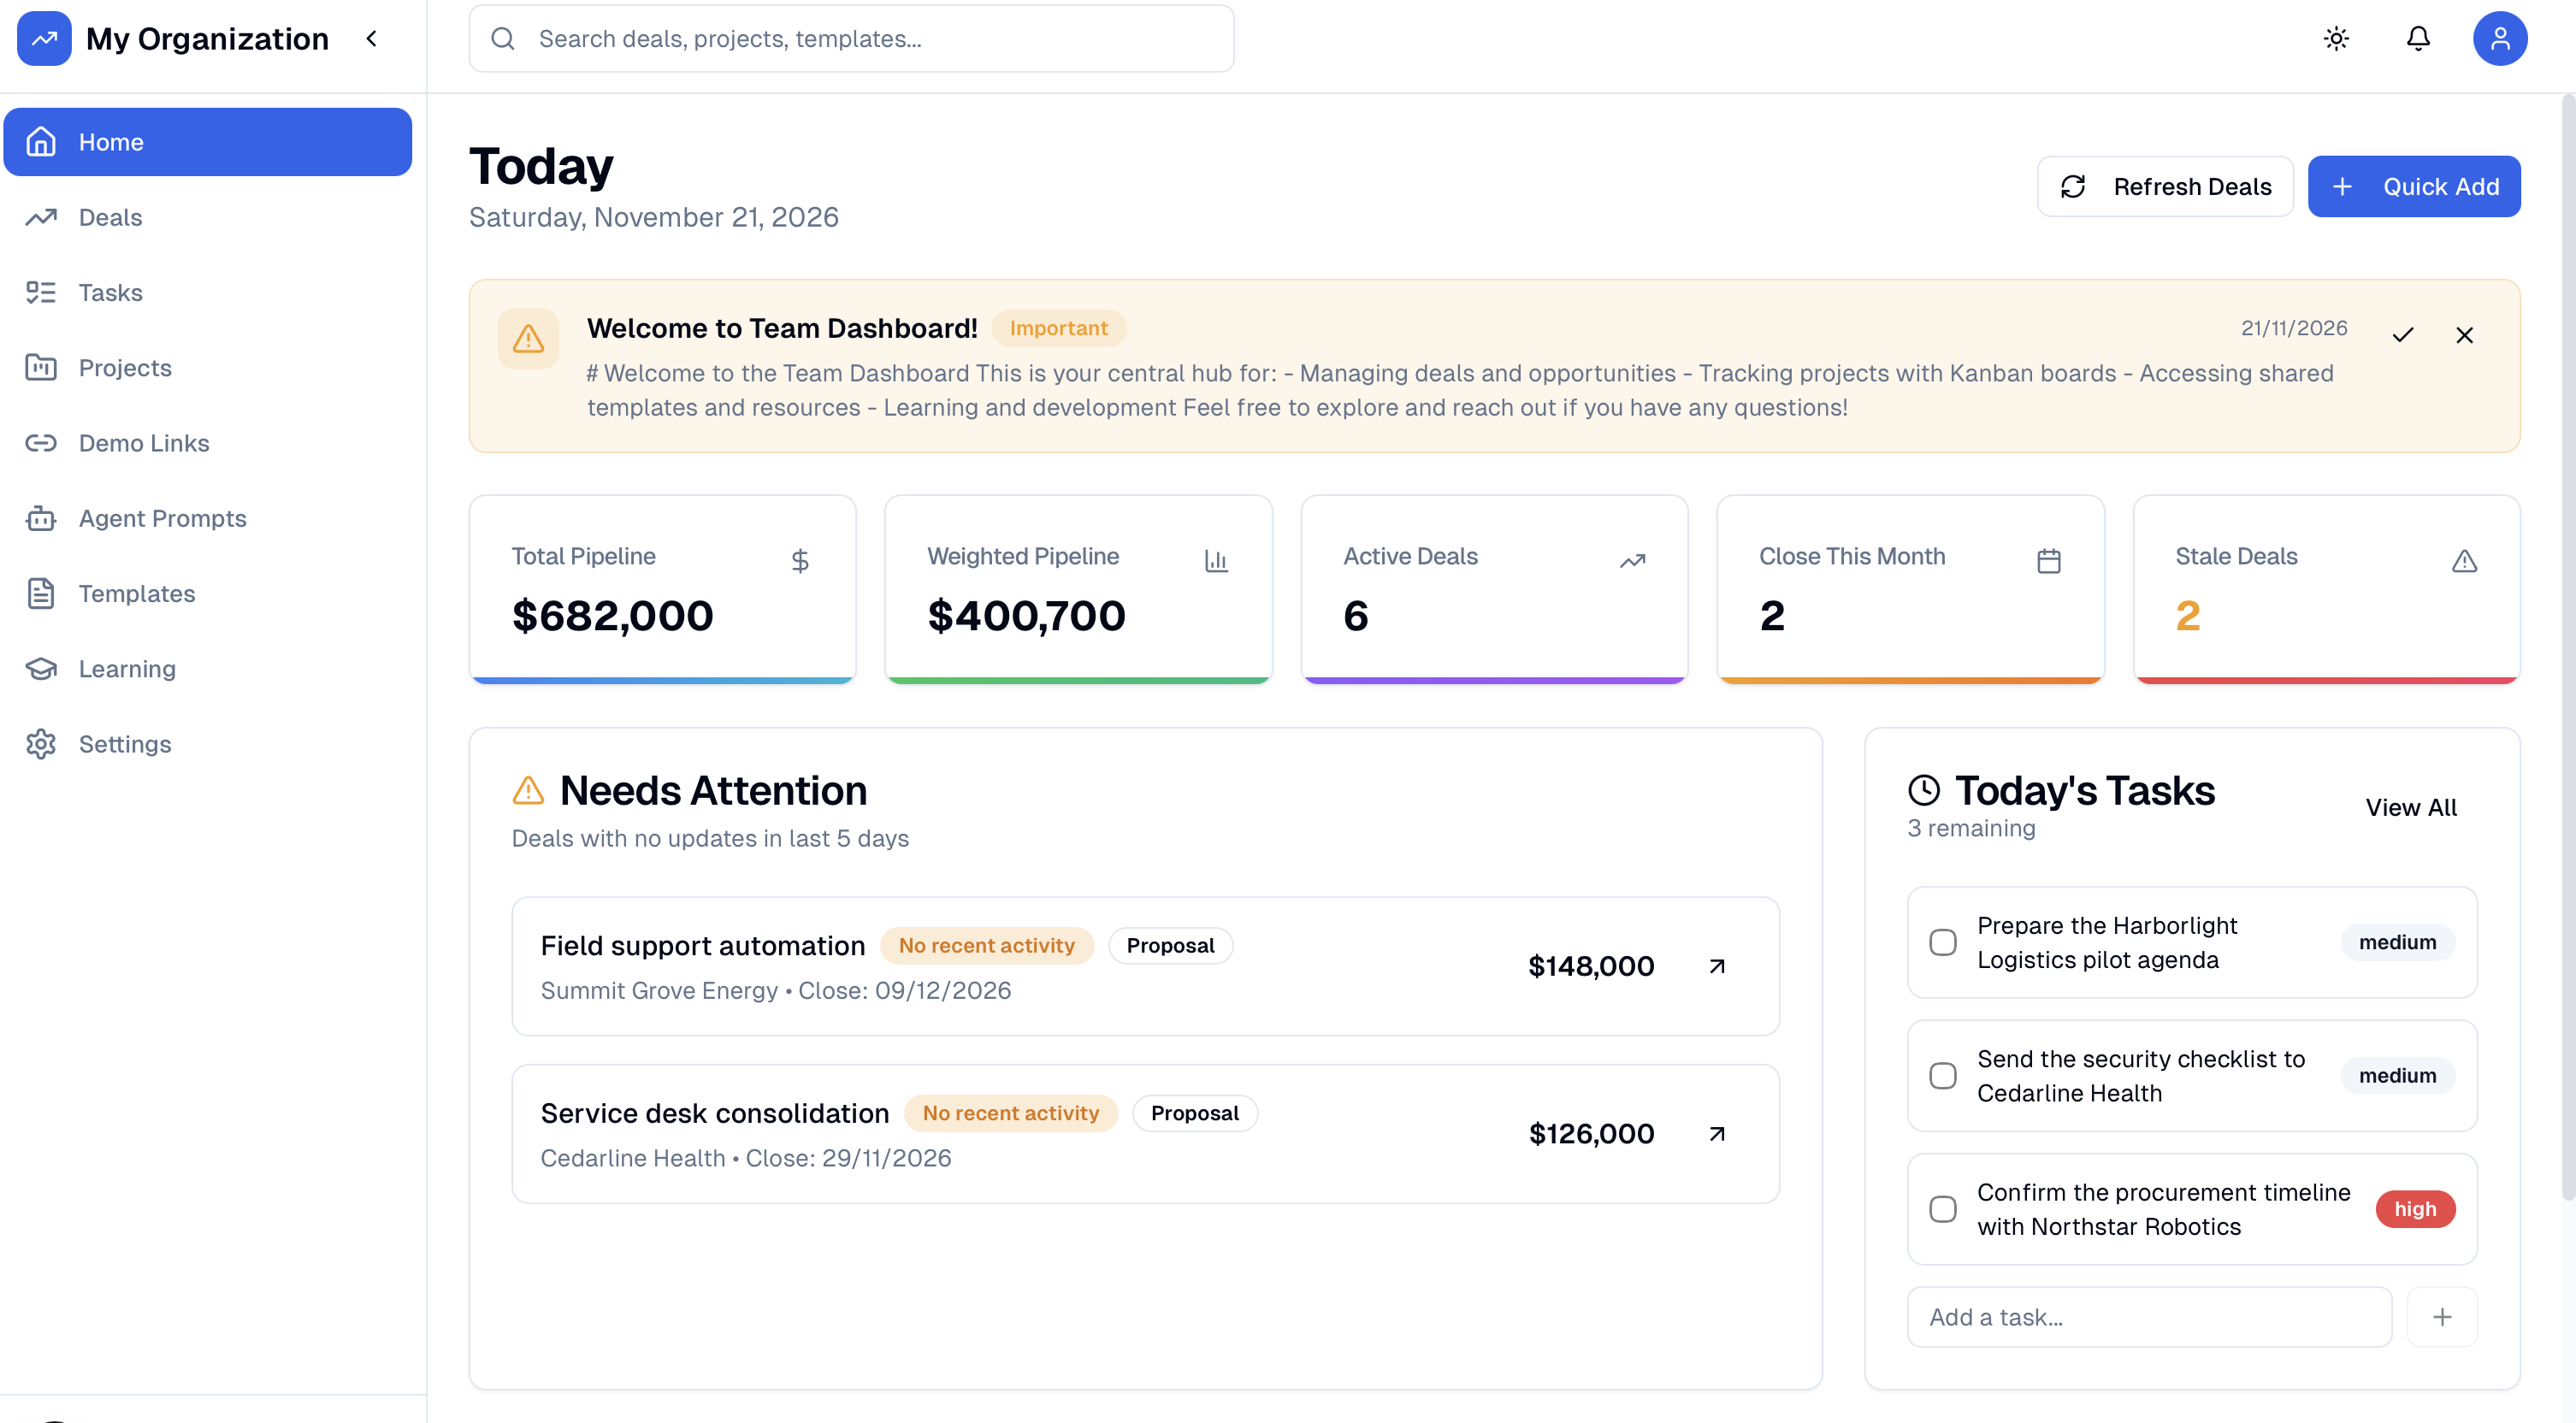 My Organization
Search deals, projects, templates...
Home
Deals
Tasks
Projects
Demo Links
Agent Prompts
Templates
Learning
Settings
Today
Saturday, November 21, 2026
Refresh Deals
Quick Add
Welcome to Team Dashboard!
Important
21/11/2026
# Welcome to the Team Dashboard This is your central hub for: - Managing deals and opportunities - Tracking projects with Kanban boards - Accessing shared
templates and resources - Learning and development Feel free to explore and reach out if you have any questions!
Total Pipeline
$682,000
Weighted Pipeline
$400,700
Active Deals
6
Close This Month
2
Stale Deals
2
Needs Attention
Deals with no updates in last 5 days
Field support automation
No recent activity
Proposal
Summit Grove Energy • Close: 09/12/2026
$148,000
Service desk consolidation
No recent activity
Proposal
Cedarline Health • Close: 29/11/2026
$126,000
Today's Tasks
3 remaining
View All
Prepare the Harborlight
Logistics pilot agenda
medium
Send the security checklist to
Cedarline Health
medium
Confirm the procurement timeline
with Northstar Robotics
high
Add a task...